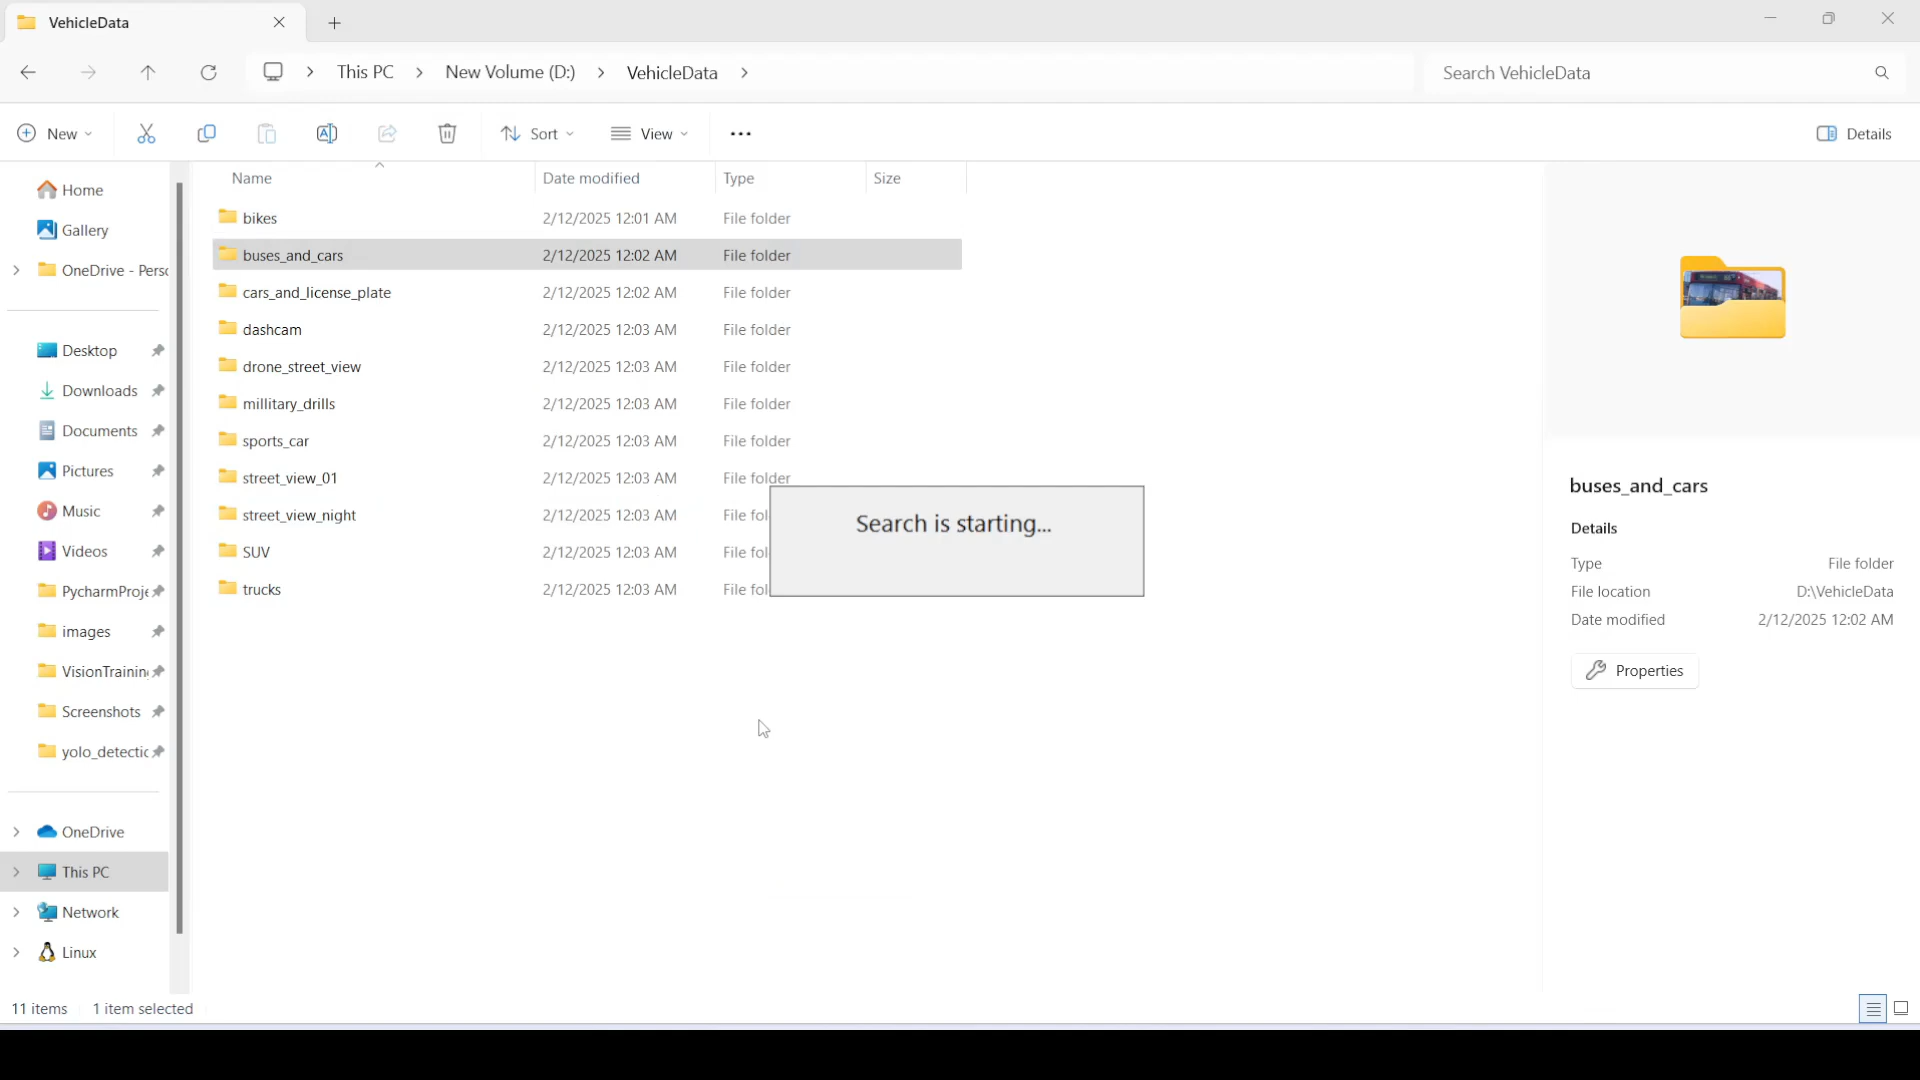 VehicleData
This PC > New Volume (D:) > VehicleData >
Search VehicleData
New
Sort
View
Details
Home
Gallery
OneDrive - Perso
Desktop
Downloads
Documents
Pictures
Music
Videos
PycharmProje
images
VisionTraining
Screenshots
yolo_detectic
OneDrive
This PC
Network
Linux
Name Date modified Type Size
bikes 2/12/2025 12:01 AM File folder
buses_and_cars 2/12/2025 12:02 AM File folder
cars_and_license_plate 2/12/2025 12:02 AM File folder
dashcam 2/12/2025 12:03 AM File folder
drone_street_view 2/12/2025 12:03 AM File folder
millitary_drills 2/12/2025 12:03 AM File folder
sports_car 2/12/2025 12:03 AM File folder
street_view_01 2/12/2025 12:03 AM File folder
street_view_night 2/12/2025 12:03 AM File fol
SUV 2/12/2025 12:03 AM File fol
trucks 2/12/2025 12:03 AM File fol
Search is starting...
buses_and_cars
Details
Type File folder
File location D:\VehicleData
Date modified 2/12/2025 12:02 AM
Properties
11 items 1 item selected